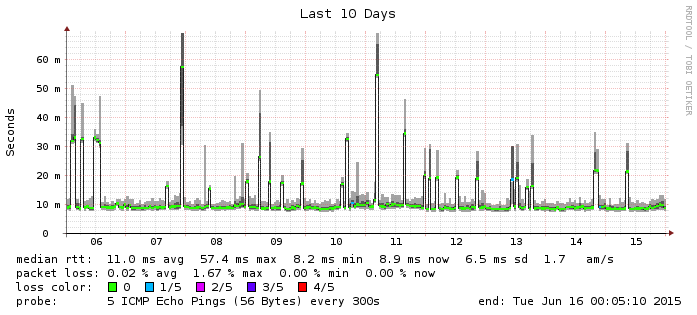 Last 10 Days
RRDTOOL / TOBI OETIKER
Seconds
60 m
50 m
40 m
30 m
20 m
10 m
0
06 07 08 09 10 11 12 13 14 15
median rtt: 11.0 ms avg 57.4 ms max 8.2 ms min 8.9 ms now 6.5 ms sd 1.7 am/s
packet loss: 0.02 % avg 1.67 % max 0.00 % min 0.00 % now
loss color: 0 1/5 2/5 3/5 4/5
probe: 5 ICMP Echo Pings (56 Bytes) every 300s end: Tue Jun 16 00:05:10 2015